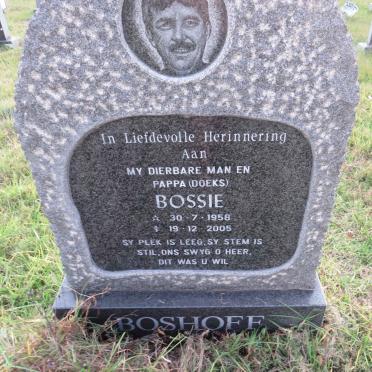 In Liefdevolle Herinnering
Aan
MY DIERBARE MAN EN
PAPPA (DOEKS)
BOSSIE
☆ 30 - 7 - 1958
✞ 19 - 12 - 2005
SY PLEK IS LEEG, SY STEM IS
STIL, ONS SWYG O HEER,
DIT WAS U WIL
BOSHOFF